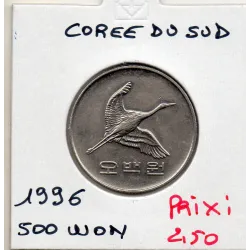 COREE DU SUD
오백원
1996
500 WON
PRIX:
2,50